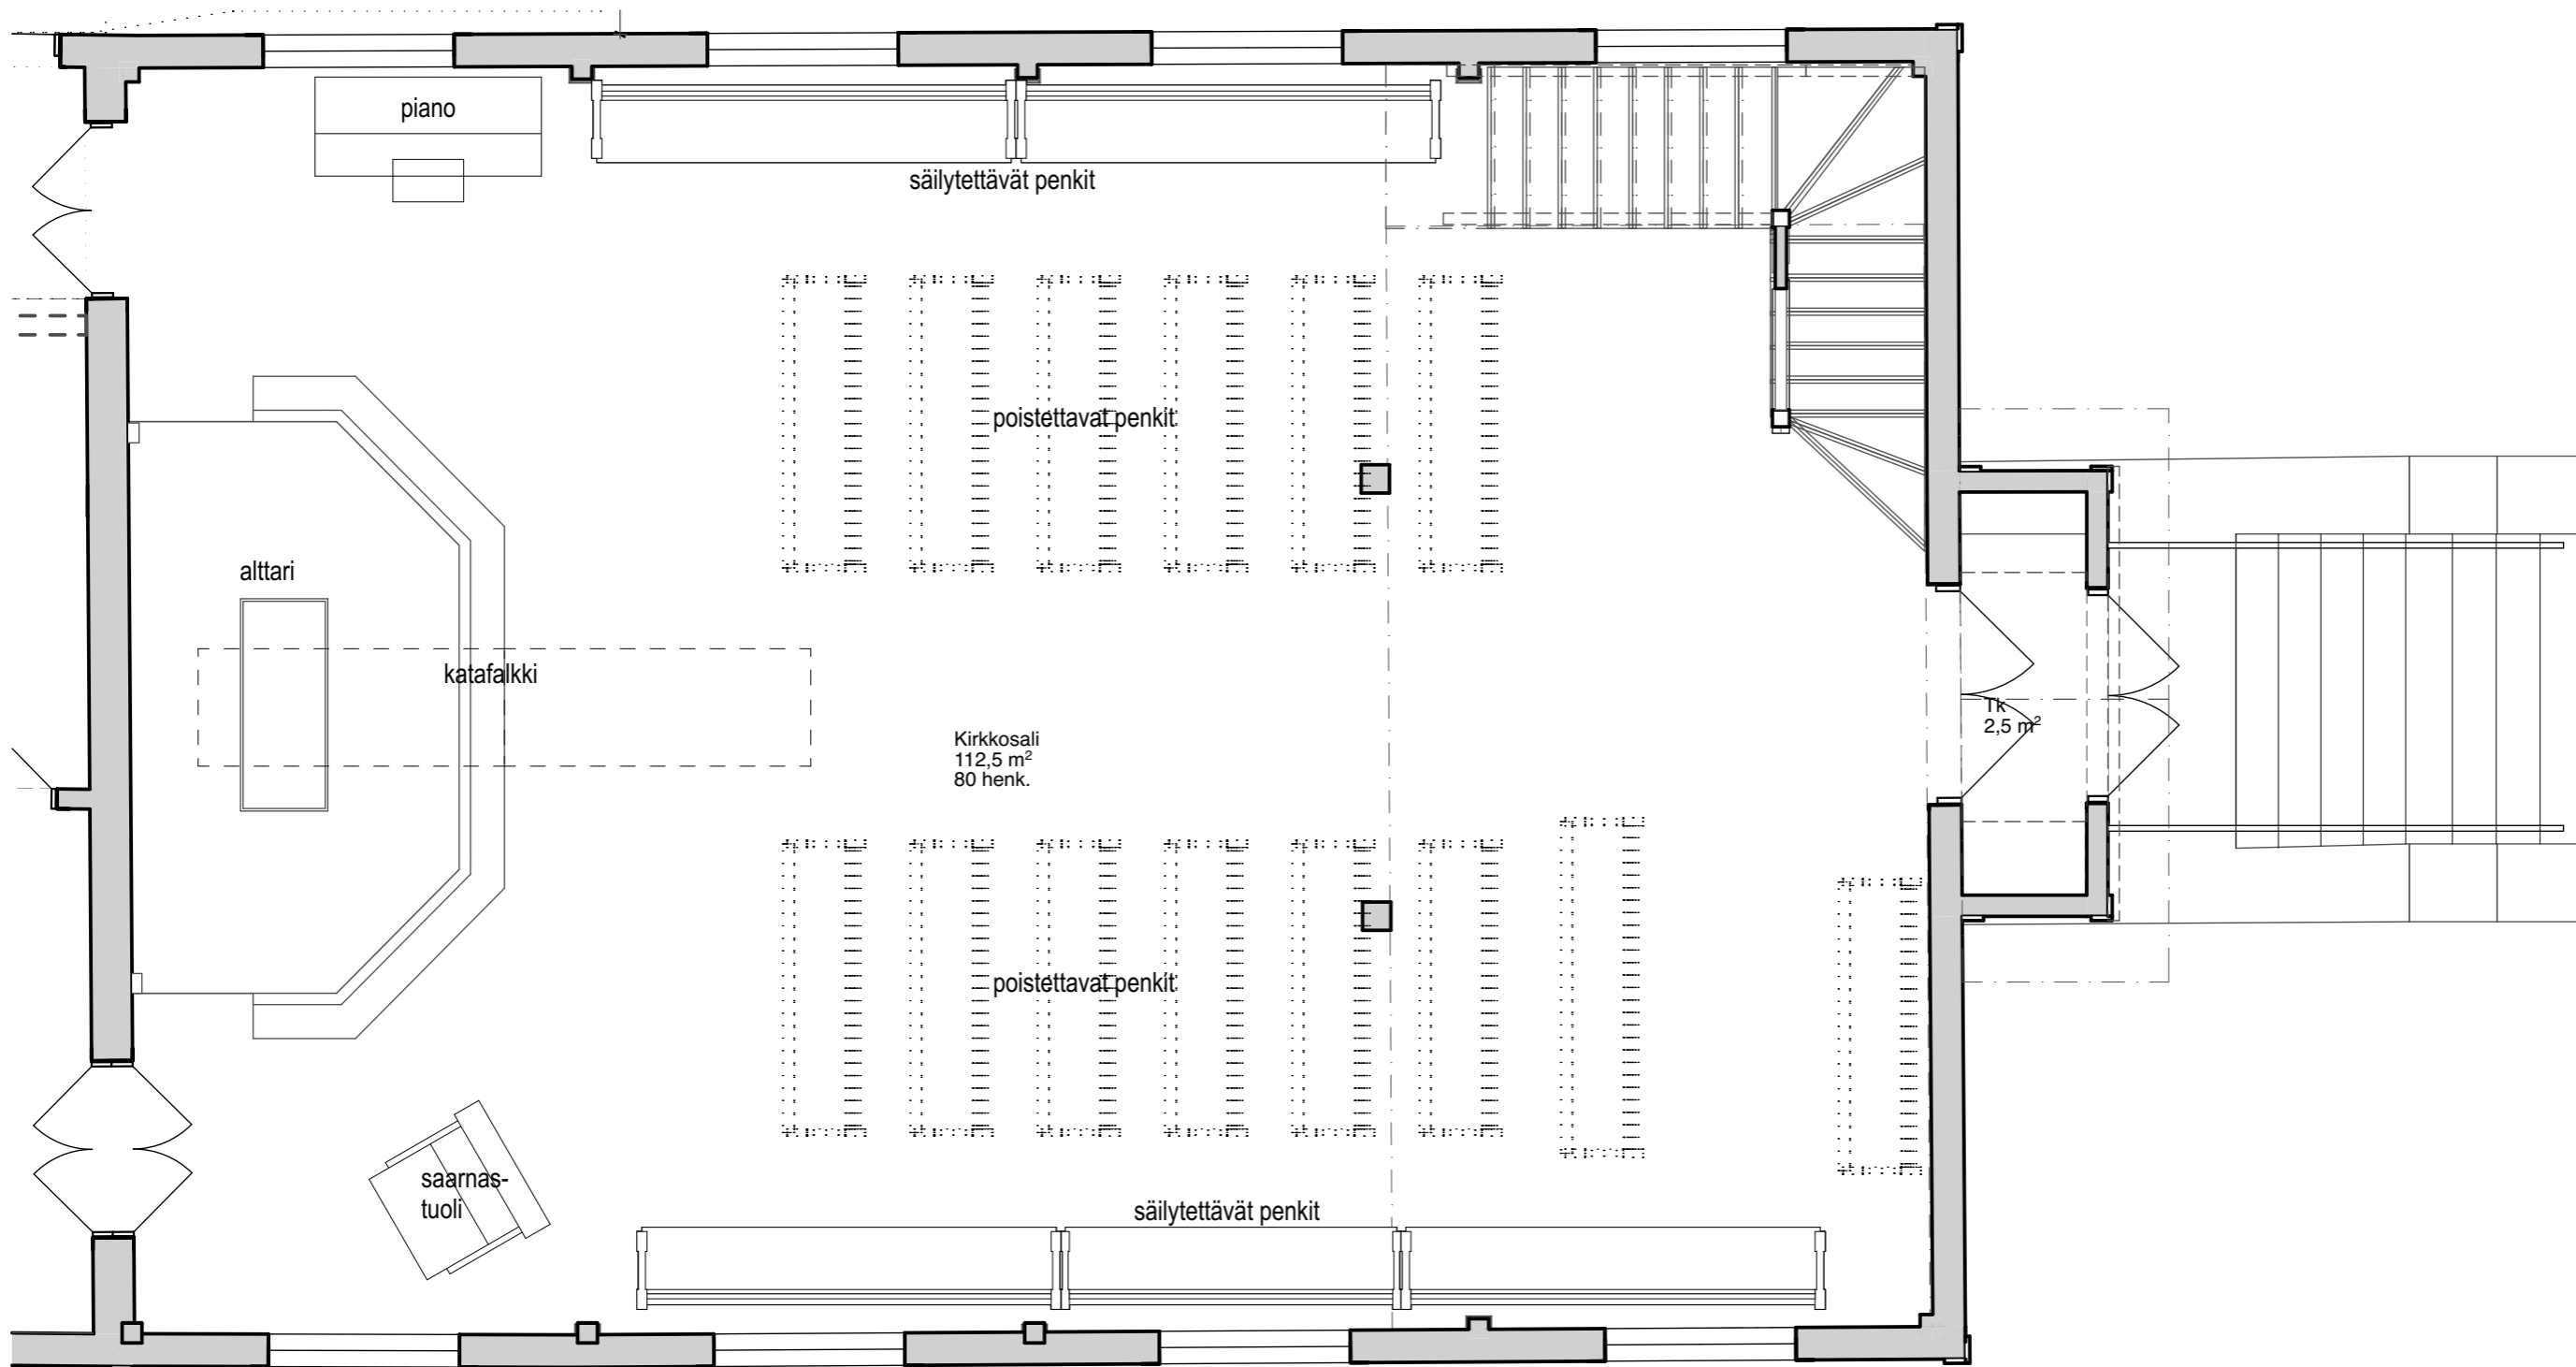 piano
säilytettävät penkit
poistettavat penkit
alttari
katafalkki
Kirkkosali
112,5 m²
80 henk.
Tk
2,5 m²
poistettavat penkit
saarnas-
tuoli
säilytettävät penkit